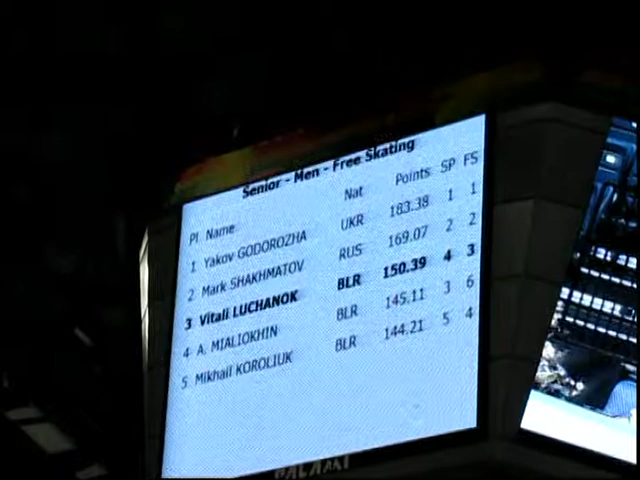 Senior - Men - Free Skating
Pl Name Nat Points SP FS
1 Yakov GODOROZHA UKR 183.38 1 1
2 Mark SHAKHMATOV RUS 169.07 2 2
3 Vitali LUCHANOK BLR 150.39 4 3
4 A. MIALIOKHIN BLR 145.11 3 6
5 Mikhail KOROLIUK BLR 144.21 5 4